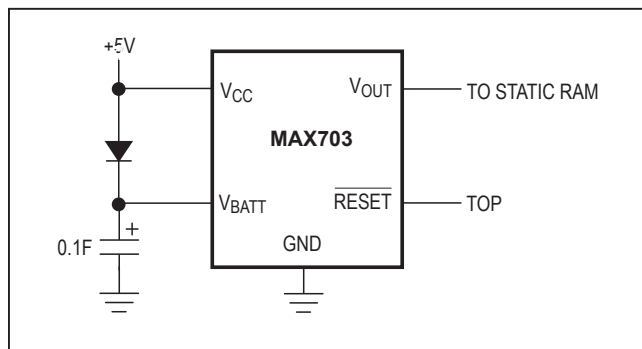 +5V
VCC
VOUT
TO STATIC RAM
MAX703
VBATT
RESET
TOP
0.1F
+
GND